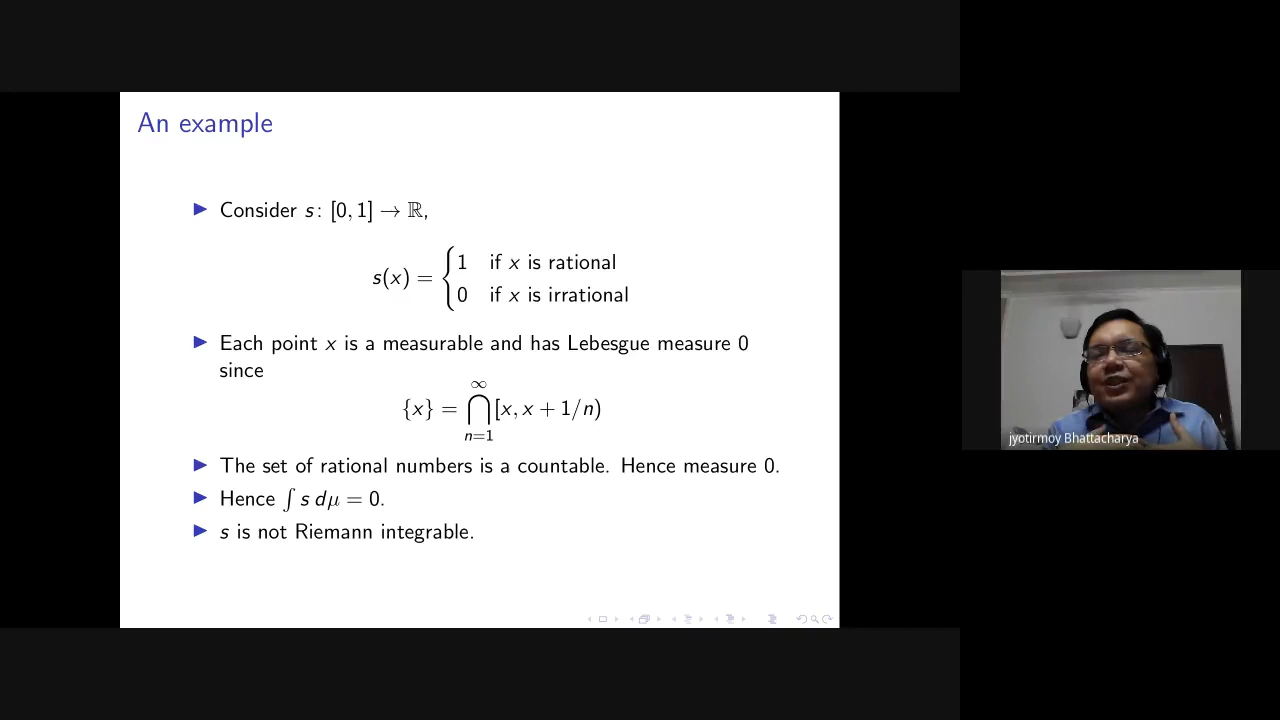 An example
▶ Consider s: [0, 1] → ℝ,
s(x) = { 1 if x is rational
0 if x is irrational
▶ Each point x is a measurable and has Lebesgue measure 0
since
{x} = ⋂_{n=1}^{∞} [x, x + 1/n)
▶ The set of rational numbers is a countable. Hence measure 0.
▶ Hence ∫ s dμ = 0.
▶ s is not Riemann integrable.
jyotirmoy Bhattacharya